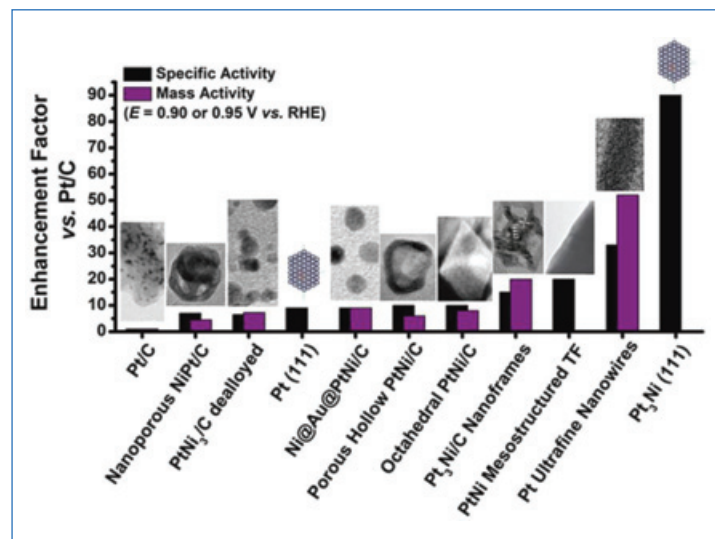 Specific Activity
Mass Activity
(E = 0.90 or 0.95 V vs. RHE)
Enhancement Factor
vs. Pt/C
90
80
70
60
50
40
30
20
10
0
Pt/C
Nanoporous NiPt/C
PtNi₃/C dealloyed
Pt (111)
Ni@Au@PtNi/C
Porous Hollow PtNi/C
Octahedral PtNi/C
Pt₃Ni/C Nanoframes
PtNi Mesostructured TF
Pt Ultrafine Nanowires
Pt₃Ni (111)